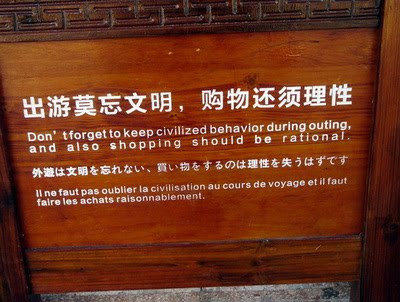 出游莫忘文明，购物还须理性
Don't forget to keep civilized behavior during outing,
and also shopping should be rational.
外遊は文明を忘れない、買い物をするのは理性を失うはずです
Il ne faut pas oublier la civilisation au cours de voyage et il faut
faire les achats raisonnablement.